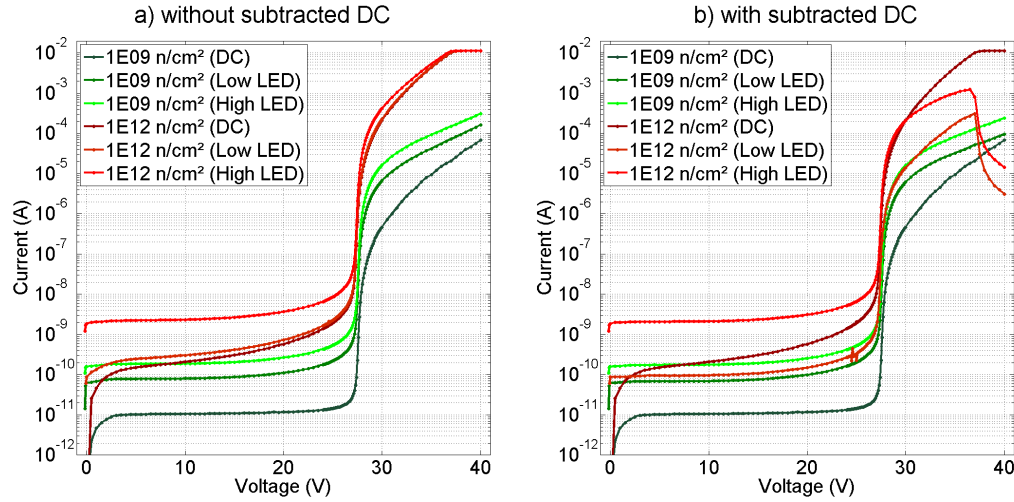 a) without subtracted DC
10⁻²
10⁻³
10⁻⁴
10⁻⁵
10⁻⁶
10⁻⁷
10⁻⁸
10⁻⁹
10⁻¹⁰
10⁻¹¹
10⁻¹²
Current (A)
1E09 n/cm² (DC)
1E09 n/cm² (Low LED)
1E09 n/cm² (High LED)
1E12 n/cm² (DC)
1E12 n/cm² (Low LED)
1E12 n/cm² (High LED)
0 10 20 30 40
Voltage (V)
b) with subtracted DC
10⁻²
10⁻³
10⁻⁴
10⁻⁵
10⁻⁶
10⁻⁷
10⁻⁸
10⁻⁹
10⁻¹⁰
10⁻¹¹
10⁻¹²
Current (A)
1E09 n/cm² (DC)
1E09 n/cm² (Low LED)
1E09 n/cm² (High LED)
1E12 n/cm² (DC)
1E12 n/cm² (Low LED)
1E12 n/cm² (High LED)
0 10 20 30 40
Voltage (V)